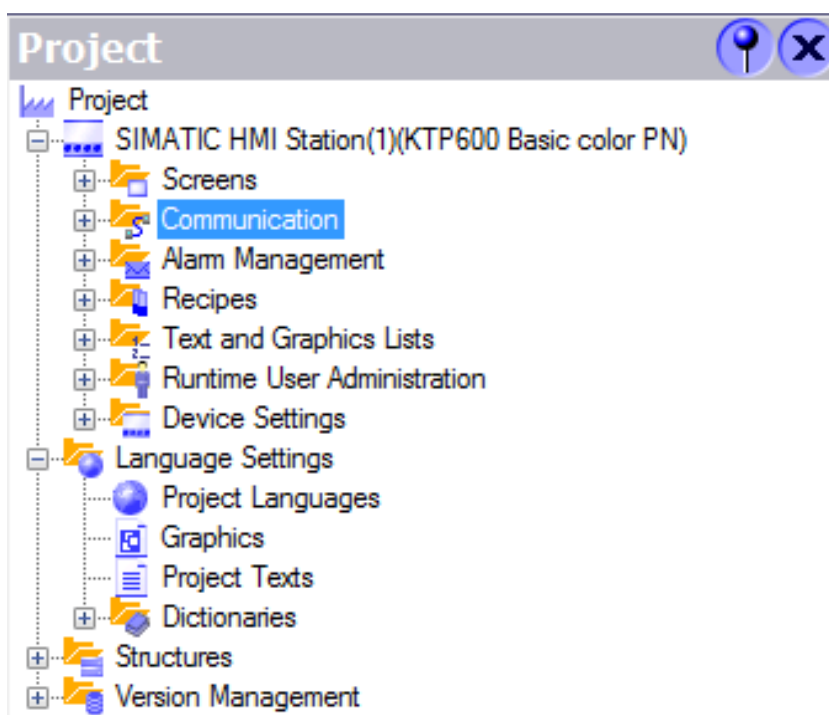 Project
Project
SIMATIC HMI Station(1)(KTP600 Basic color PN)
Screens
Communication
Alarm Management
Recipes
Text and Graphics Lists
Runtime User Administration
Device Settings
Language Settings
Project Languages
Graphics
Project Texts
Dictionaries
Structures
Version Management